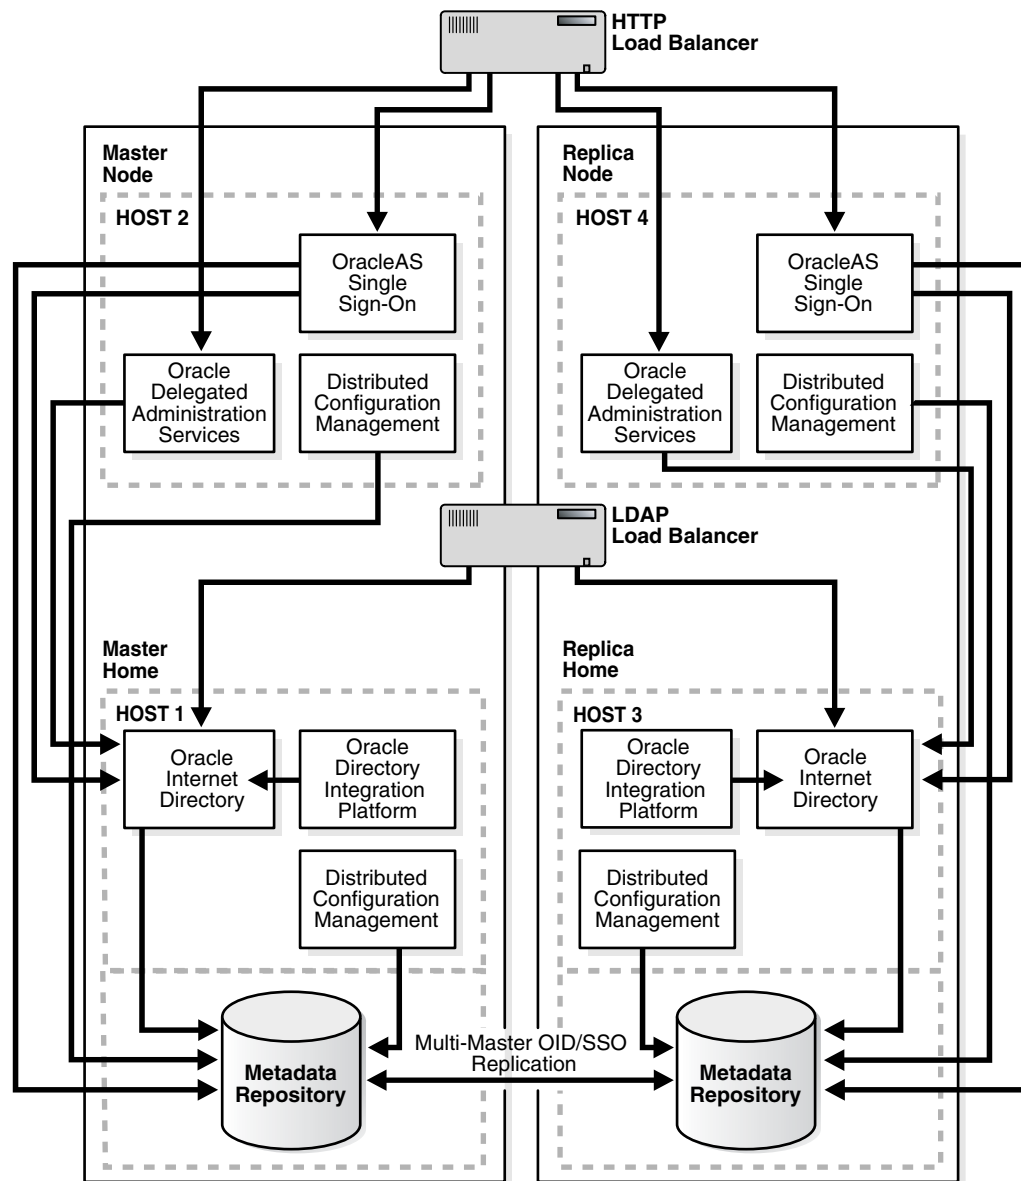 HTTP
Load Balancer
Master
Node
HOST 2
OracleAS
Single
Sign-On
Oracle
Delegated
Administration
Services
Distributed
Configuration
Management
Replica
Node
HOST 4
OracleAS
Single
Sign-On
Oracle
Delegated
Administration
Services
Distributed
Configuration
Management
LDAP
Load Balancer
Master
Home
HOST 1
Oracle
Internet
Directory
Oracle
Directory
Integration
Platform
Distributed
Configuration
Management
Metadata
Repository
Replica
Home
HOST 3
Oracle
Directory
Integration
Platform
Oracle
Internet
Directory
Distributed
Configuration
Management
Multi-Master OID/SSO
Replication
Metadata
Repository